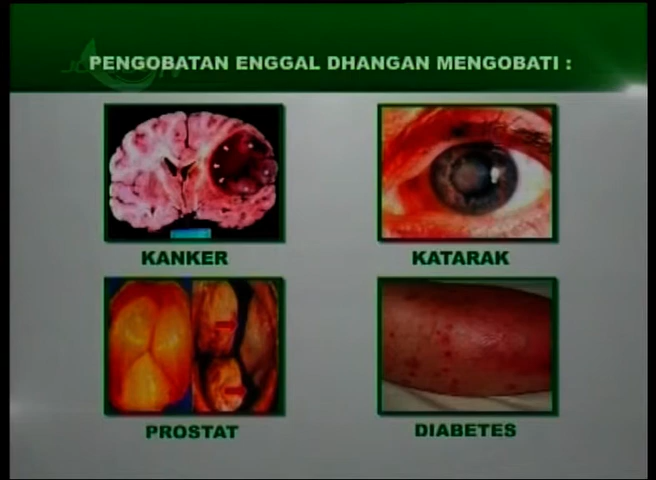 PENGOBATAN ENGGAL DHANGAN MENGOBATI :
KANKER
KATARAK
PROSTAT
DIABETES